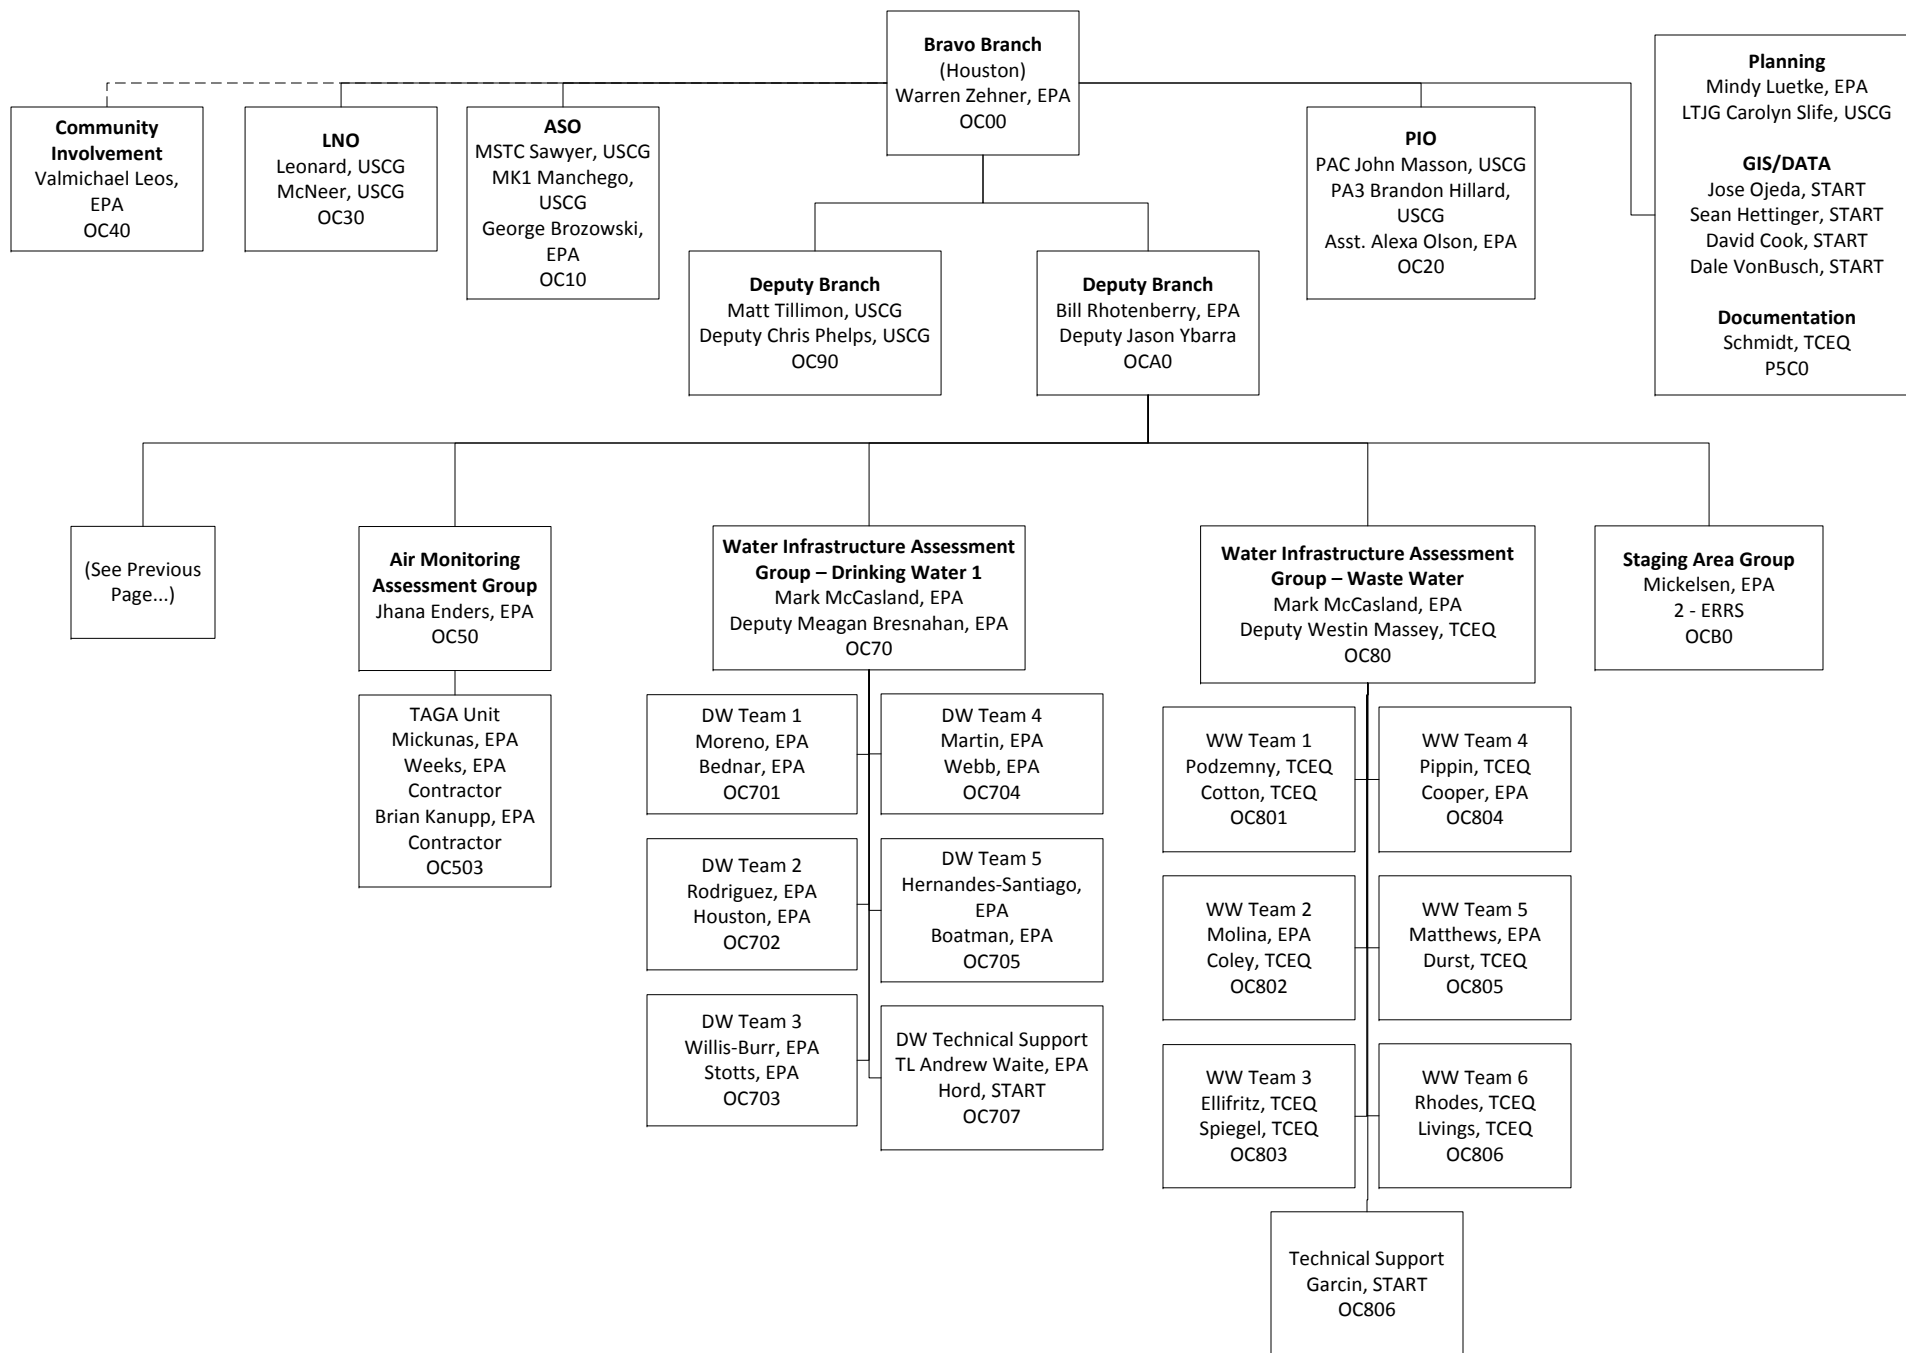 Bravo Branch
(Houston)
Warren Zehner, EPA
OC00
Community
Involvement
Valmichael Leos,
EPA
OC40
LNO
Leonard, USCG
McNeer, USCG
OC30
ASO
MSTC Sawyer, USCG
MK1 Manchego,
USCG
George Brozowski,
EPA
OC10
PIO
PAC John Masson, USCG
PA3 Brandon Hillard,
USCG
Asst. Alexa Olson, EPA
OC20
Planning
Mindy Luetke, EPA
LTJG Carolyn Slife, USCG
GIS/DATA
Jose Ojeda, START
Sean Hettinger, START
David Cook, START
Dale VonBusch, START
Documentation
Schmidt, TCEQ
P5C0
Deputy Branch
Matt Tillimon, USCG
Deputy Chris Phelps, USCG
OC90
Deputy Branch
Bill Rhotenberry, EPA
Deputy Jason Ybarra
OCA0
(See Previous
Page...)
Air Monitoring
Assessment Group
Jhana Enders, EPA
OC50
TAGA Unit
Mickunas, EPA
Weeks, EPA
Contractor
Brian Kanupp, EPA
Contractor
OC503
Water Infrastructure Assessment
Group – Drinking Water 1
Mark McCasland, EPA
Deputy Meagan Bresnahan, EPA
OC70
DW Team 1
Moreno, EPA
Bednar, EPA
OC701
DW Team 4
Martin, EPA
Webb, EPA
OC704
DW Team 2
Rodriguez, EPA
Houston, EPA
OC702
DW Team 5
Hernandes-Santiago,
EPA
Boatman, EPA
OC705
DW Team 3
Willis-Burr, EPA
Stotts, EPA
OC703
DW Technical Support
TL Andrew Waite, EPA
Hord, START
OC707
Water Infrastructure Assessment
Group – Waste Water
Mark McCasland, EPA
Deputy Westin Massey, TCEQ
OC80
WW Team 1
Podzemny, TCEQ
Cotton, TCEQ
OC801
WW Team 4
Pippin, TCEQ
Cooper, EPA
OC804
WW Team 2
Molina, EPA
Coley, TCEQ
OC802
WW Team 5
Matthews, EPA
Durst, TCEQ
OC805
WW Team 3
Ellifritz, TCEQ
Spiegel, TCEQ
OC803
WW Team 6
Rhodes, TCEQ
Livings, TCEQ
OC806
Technical Support
Garcin, START
OC806
Staging Area Group
Mickelsen, EPA
2 - ERRS
OCB0